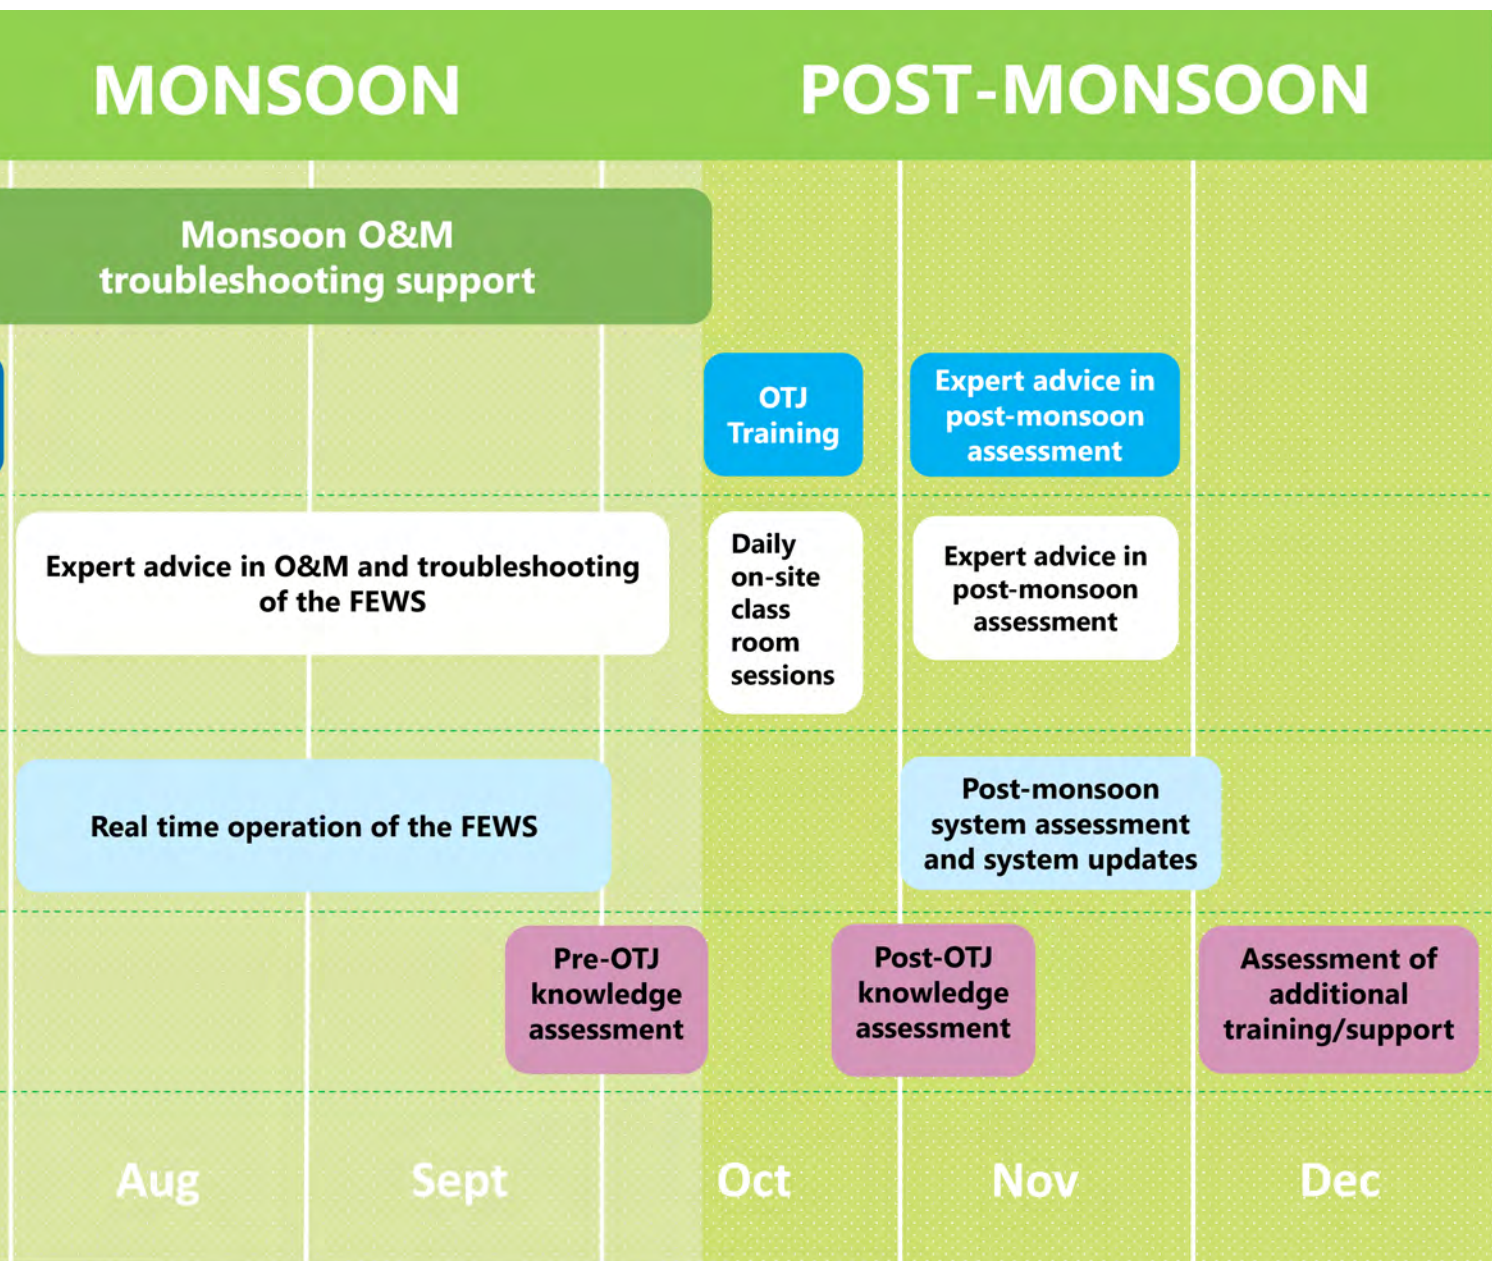 MONSOON
POST-MONSOON
Monsoon O&M
troubleshooting support
OTJ
Training
Expert advice in
post-monsoon
assessment
Expert advice in O&M and troubleshooting
of the FEWS
Daily
on-site
class
room
sessions
Expert advice in
post-monsoon
assessment
Real time operation of the FEWS
Post-monsoon
system assessment
and system updates
Pre-OTJ
knowledge
assessment
Post-OTJ
knowledge
assessment
Assessment of
additional
training/support
Aug
Sept
Oct
Nov
Dec